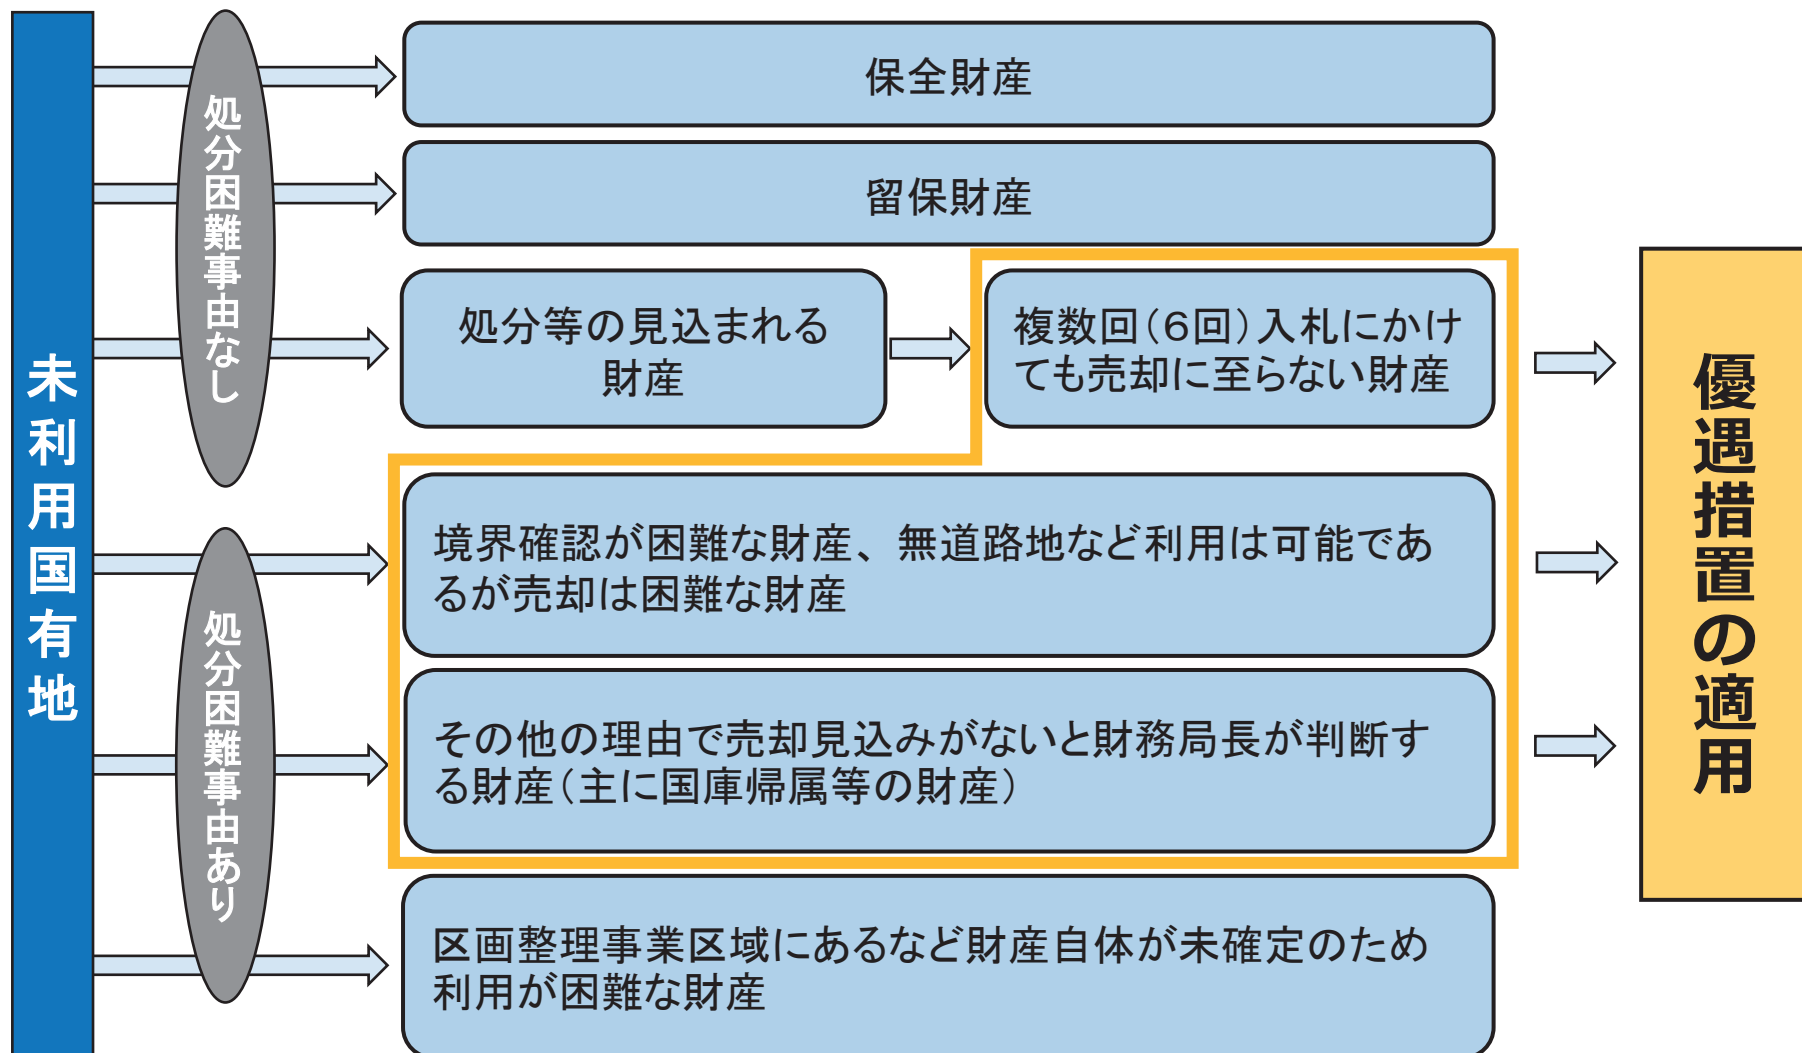 未利用国有地
処分困難事由なし
保全財産
留保財産
処分等の見込まれる
財産
複数回(6回)入札にかけ
ても売却に至らない財産
処分困難事由あり
境界確認が困難な財産、無道路地など利用は可能であ
るが売却は困難な財産
その他の理由で売却見込みがないと財務局長が判断す
る財産(主に国庫帰属等の財産)
区画整理事業区域にあるなど財産自体が未確定のため
利用が困難な財産
優遇措置の適用